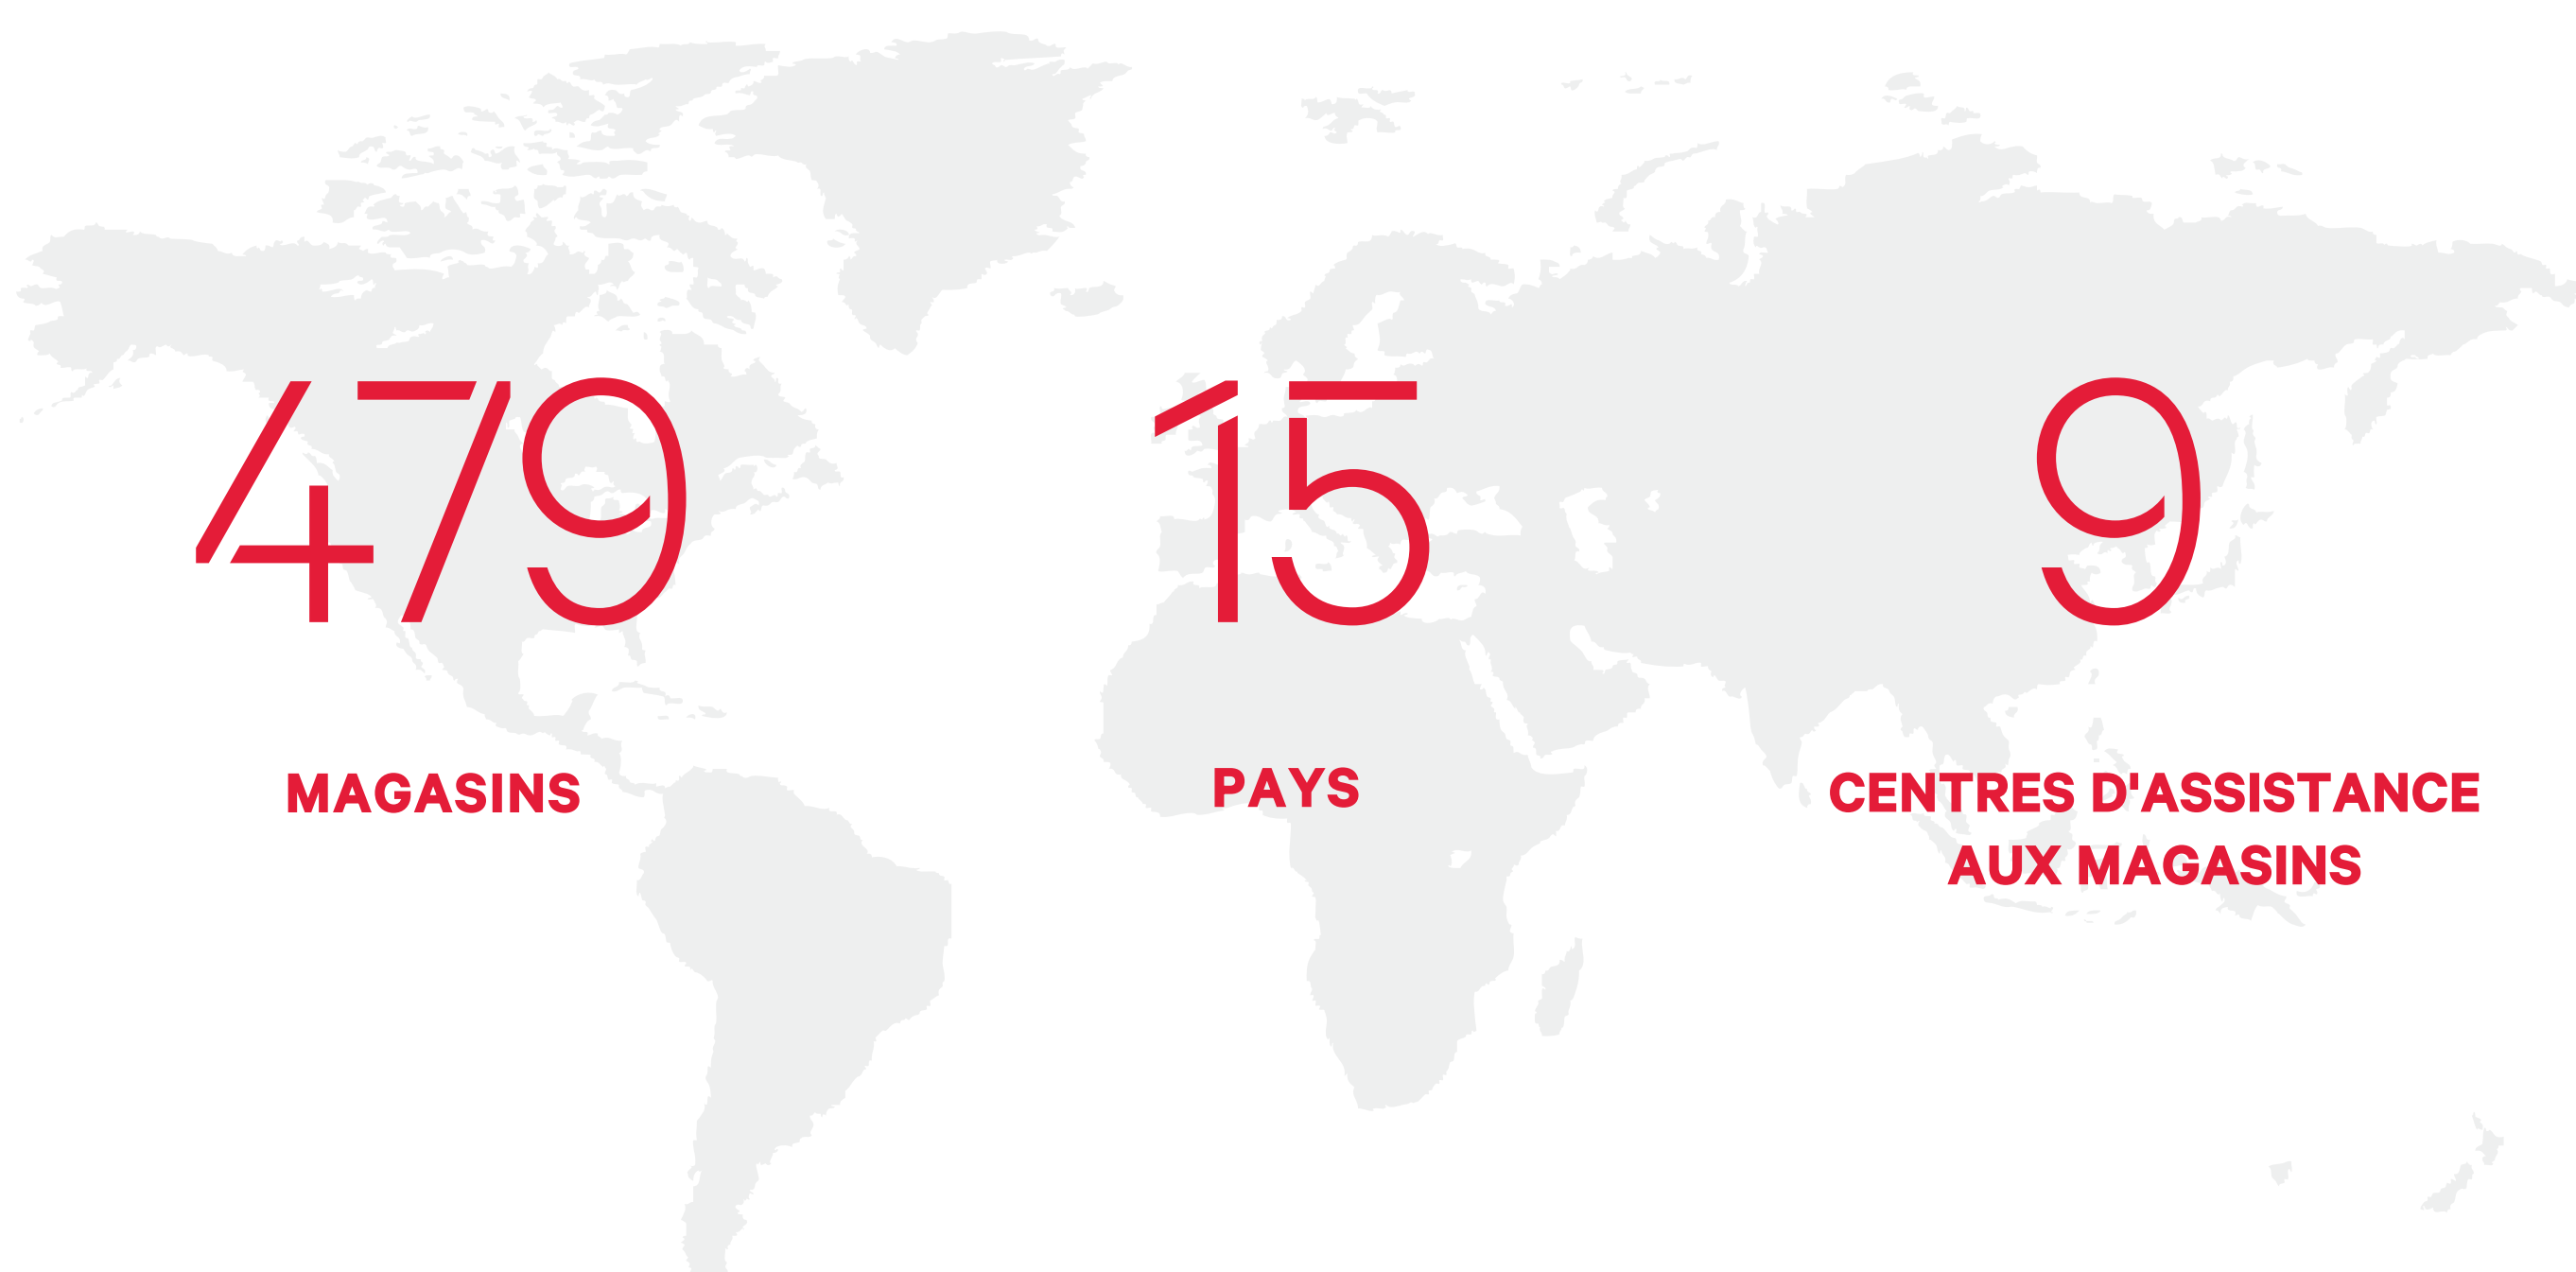 479
MAGASINS
15
PAYS
9
CENTRES D'ASSISTANCE
AUX MAGASINS